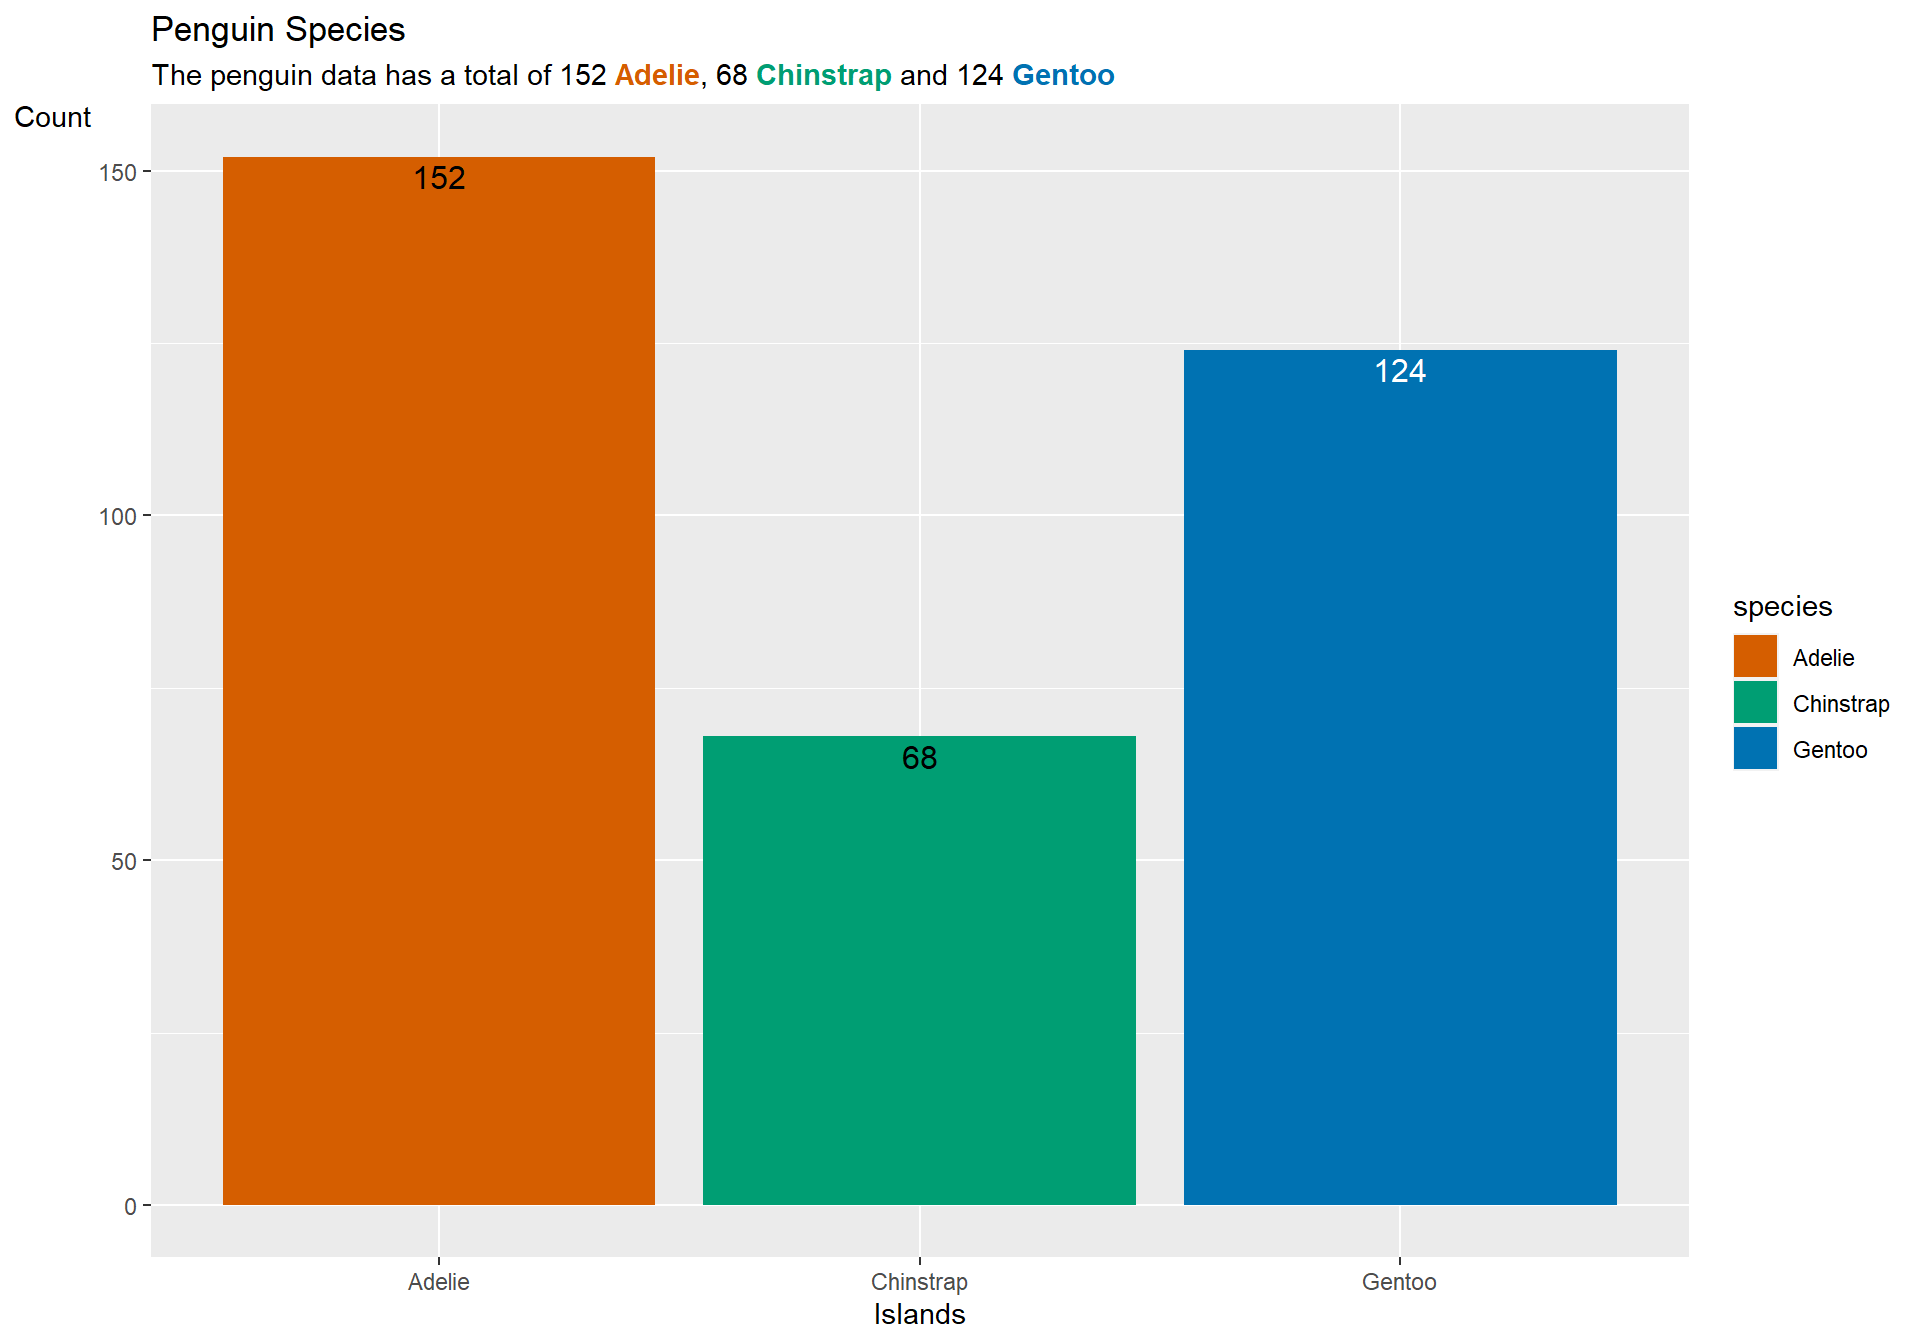 Penguin Species
The penguin data has a total of 152 Adelie, 68 Chinstrap and 124 Gentoo
Count
150
100
50
0
152
68
124
Adelie
Chinstrap
Gentoo
Islands
species
Adelie
Chinstrap
Gentoo